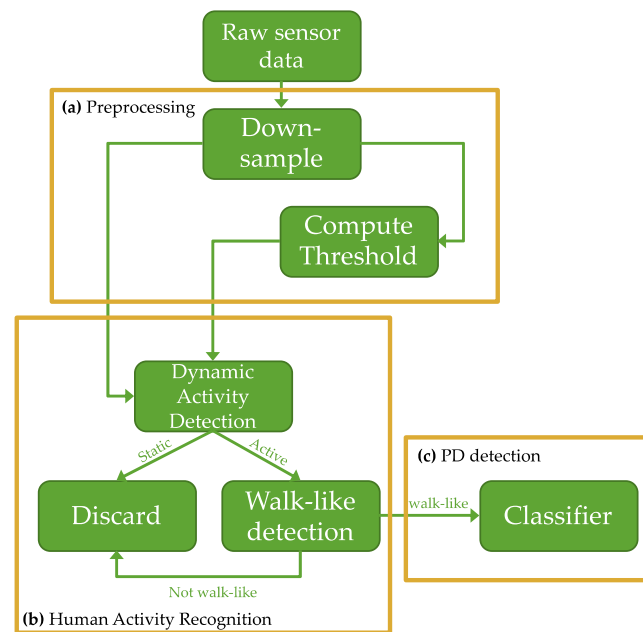 Raw sensor
data
(a) Preprocessing
Down-
sample
Compute
Threshold
Dynamic
Activity
Detection
Static
Active
(c) PD detection
Discard
Walk-like
detection
walk-like
Classifier
Not walk-like
(b) Human Activity Recognition